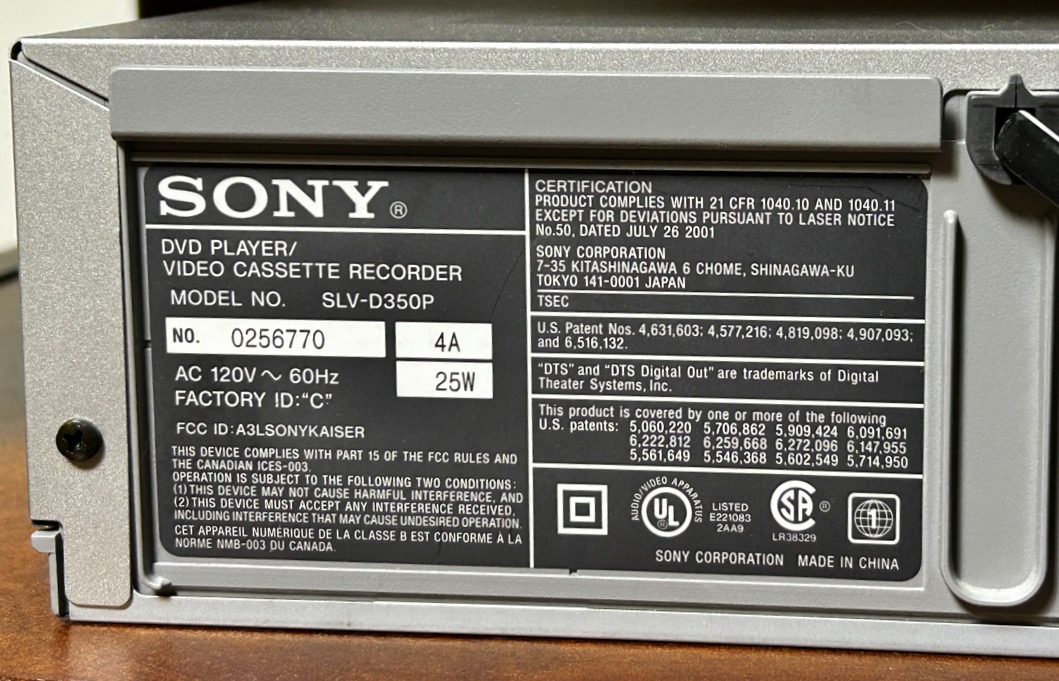 SONY®
DVD PLAYER/
VIDEO CASSETTE RECORDER
MODEL NO. SLV-D350P
NO. 0256770
4A
25W
AC 120V ~ 60Hz
FACTORY ID:“C”
FCC ID:A3LSONYKAISER
THIS DEVICE COMPLIES WITH PART 15 OF THE FCC RULES AND
THE CANADIAN ICES-003.
OPERATION IS SUBJECT TO THE FOLLOWING TWO CONDITIONS:
(1) THIS DEVICE MAY NOT CAUSE HARMFUL INTERFERENCE, AND
(2) THIS DEVICE MUST ACCEPT ANY INTERFERENCE RECEIVED,
INCLUDING INTERFERENCE THAT MAY CAUSE UNDESIRED OPERATION.
CET APPAREIL NUMÉRIQUE DE LA CLASSE B EST CONFORME À LA
NORME NMB-003 DU CANADA.
CERTIFICATION
PRODUCT COMPLIES WITH 21 CFR 1040.10 AND 1040.11
EXCEPT FOR DEVIATIONS PURSUANT TO LASER NOTICE
No.50, DATED JULY 26 2001
SONY CORPORATION
7-35 KITASHINAGAWA 6 CHOME, SHINAGAWA-KU
TOKYO 141-0001 JAPAN
TSEC
U.S. Patent Nos. 4,631,603; 4,577,216; 4,819,098; 4,907,093;
and 6,516,132.
“DTS” and “DTS Digital Out” are trademarks of Digital
Theater Systems, Inc.
This product is covered by one or more of the following
U.S. patents: 5,060,220 5,706,862 5,909,424 6,091,691
6,222,812 6,259,668 6,272,096 6,147,955
5,561,649 5,546,368 5,602,549 5,714,950
AUDIO/VIDEO APPARATUS
UL®
LISTED
E221083
2AA9
SA®
LR38329
1
SONY CORPORATION MADE IN CHINA